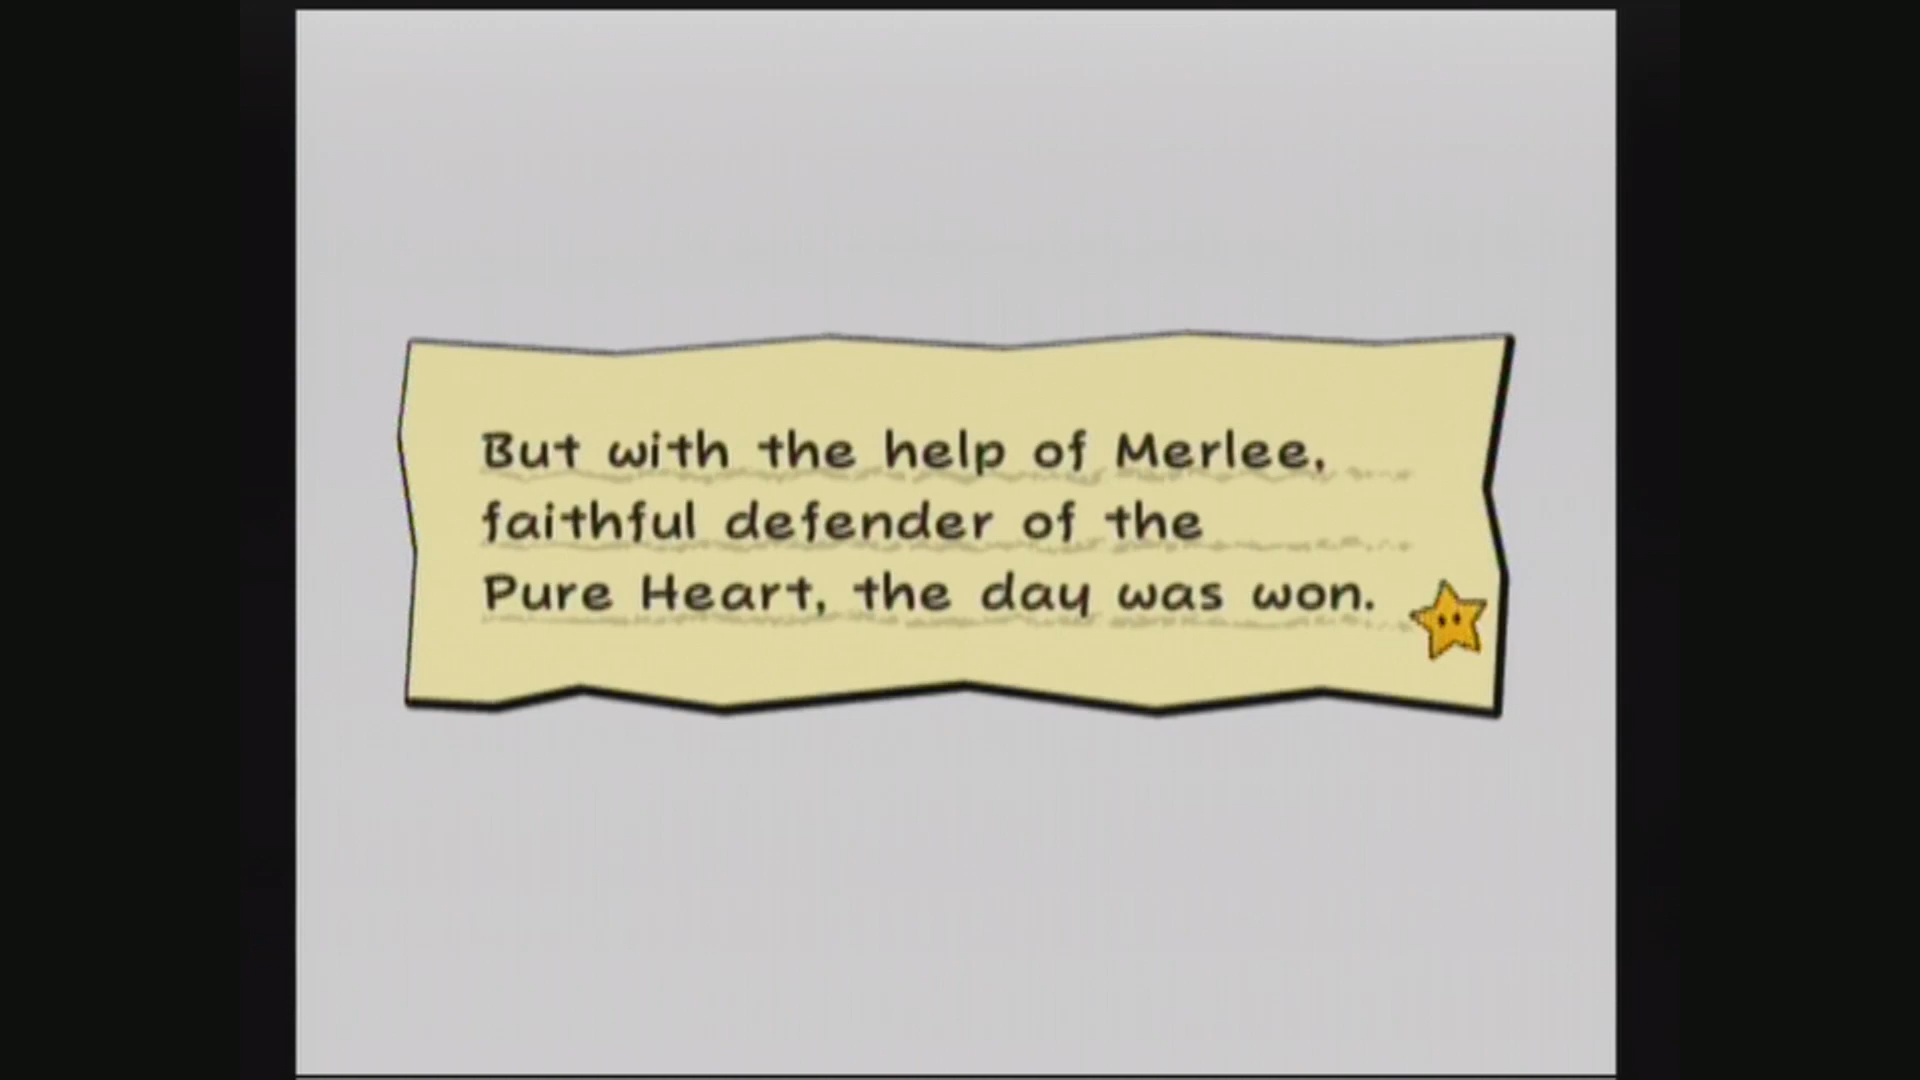 But with the help of Merlee,
faithful defender of the
Pure Heart, the day was won.